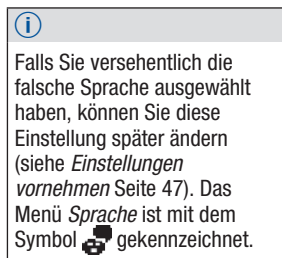 i
Falls Sie versehentlich die
falsche Sprache ausgewählt
haben, können Sie diese
Einstellung später ändern
(siehe Einstellungen
vornehmen Seite 47). Das
Menü Sprache ist mit dem
Symbol gekennzeichnet.